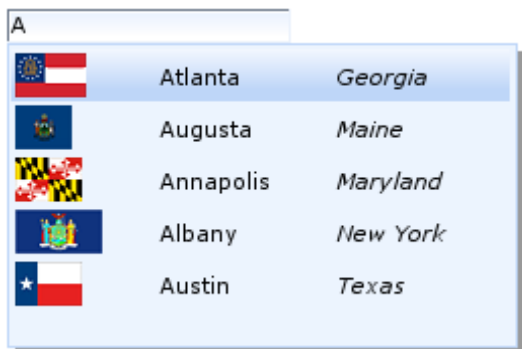 A
Atlanta Georgia
Augusta Maine
Annapolis Maryland
Albany New York
Austin Texas